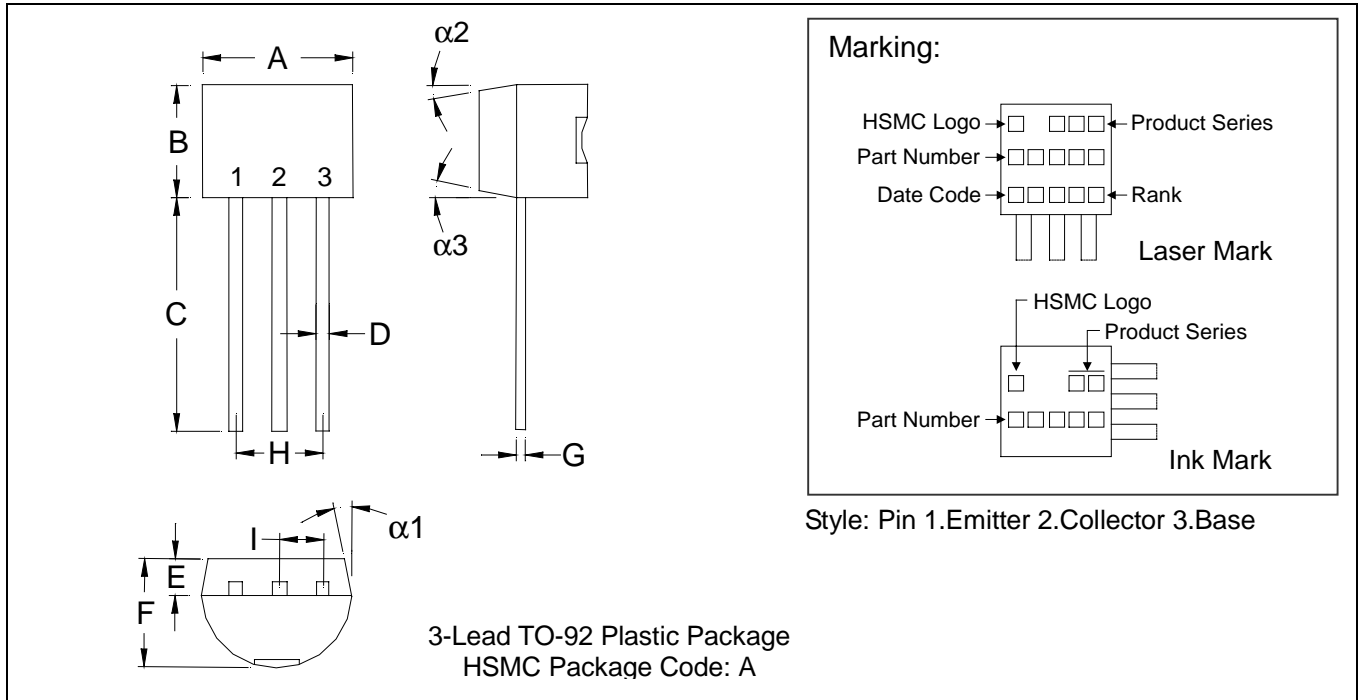 A
B
1 2 3
C
D
H
α2
α3
G
I
α1
E
F
3-Lead TO-92 Plastic Package
HSMC Package Code: A
Marking:
HSMC Logo
Product Series
Part Number
Date Code
Rank
Laser Mark
HSMC Logo
Product Series
Part Number
Ink Mark
Style: Pin 1.Emitter 2.Collector 3.Base